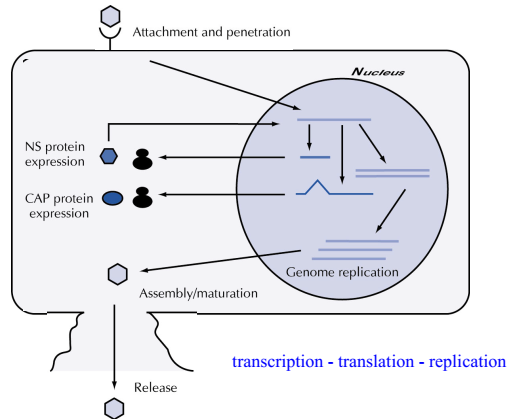 Attachment and penetration
Nucleus
NS protein
expression
CAP protein
expression
Genome replication
Assembly/maturation
transcription - translation - replication
Release